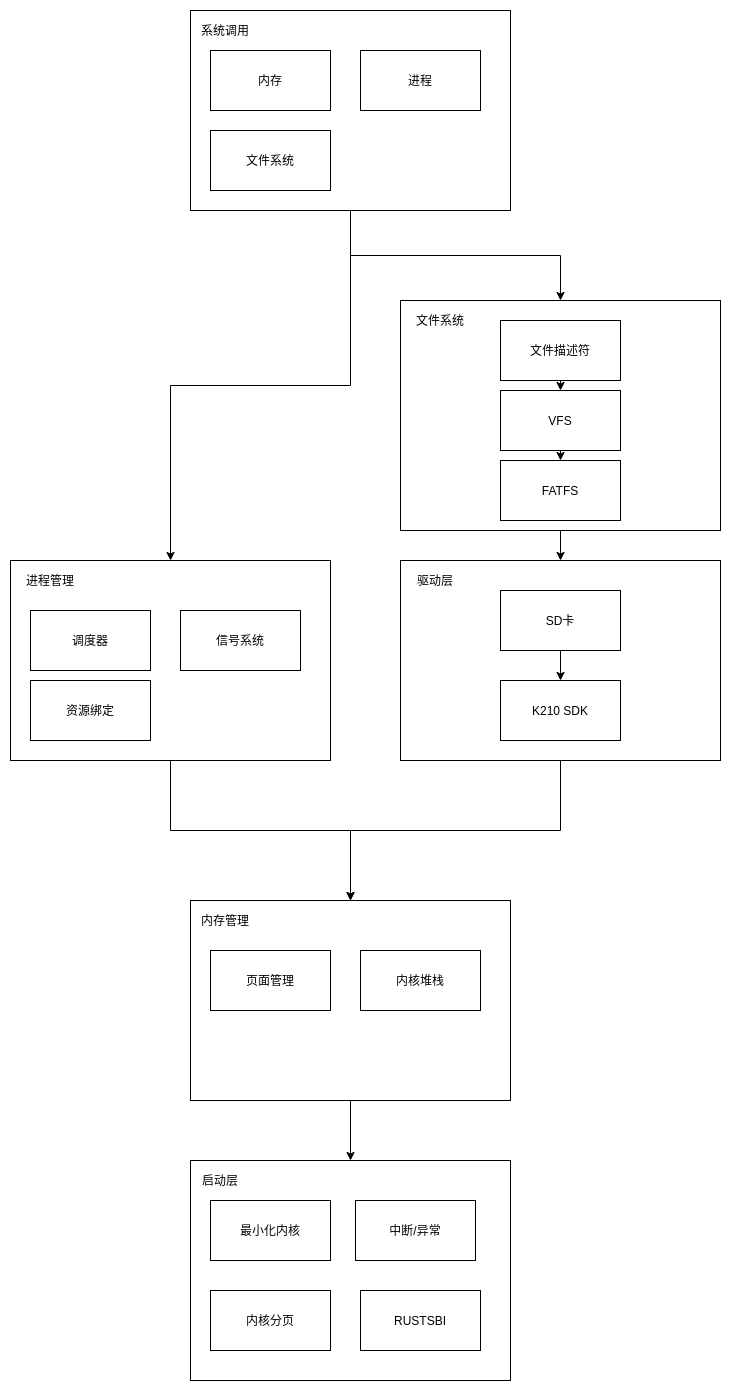 系统调用
内存
进程
文件系统
文件系统
文件描述符
VFS
FATFS
进程管理
调度器
信号系统
资源绑定
驱动层
SD卡
K210 SDK
内存管理
页面管理
内核堆栈
启动层
最小化内核
中断/异常
内核分页
RUSTSBI